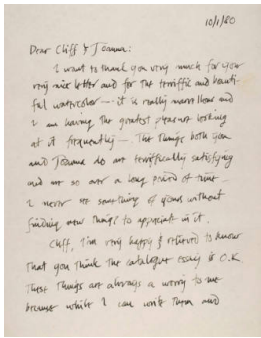 10/1/80
Dear Cliff & Joanna:
I want to thank you very much for your
very nice letter and for the terrific and beauti-
ful watercolor — it is really marvellous and
I am having the greatest pleasure looking
at it frequently — The things both you
and Joanna do are terrifically satisfying
and are so over a long period of time
I never see something of yours without
finding new things to appreciate in it.
Cliff, I'm very happy & relieved to know
that you think the catalogue essay is O.K.
These things are always a worry to me
because while I can write them and